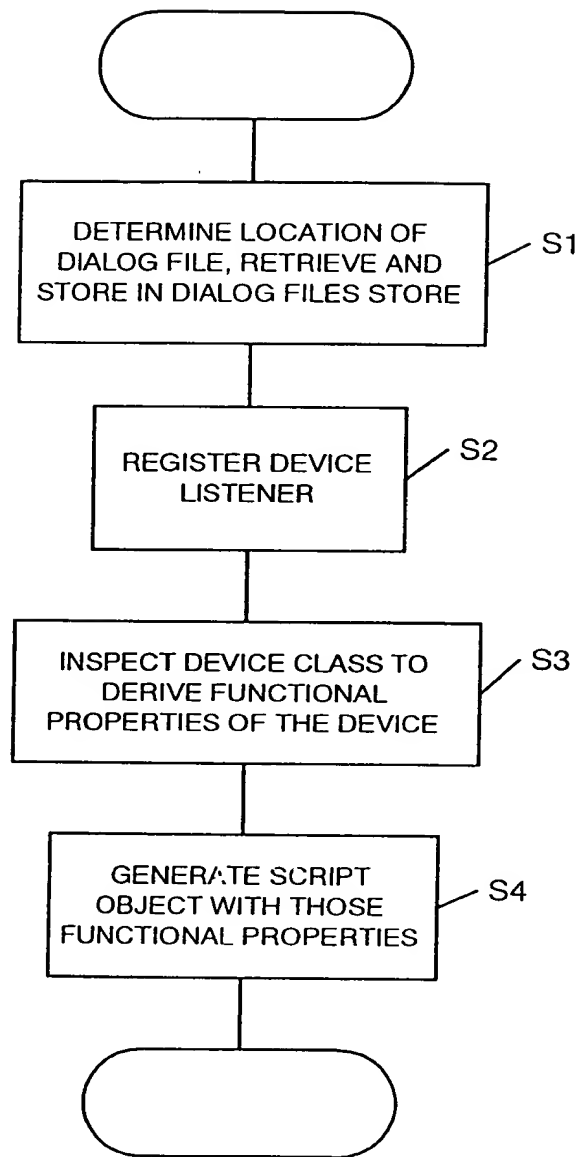 DETERMINE LOCATION OF
DIALOG FILE, RETRIEVE AND
STORE IN DIALOG FILES STORE
S1
REGISTER DEVICE
LISTENER
S2
INSPECT DEVICE CLASS TO
DERIVE FUNCTIONAL
PROPERTIES OF THE DEVICE
S3
GENERATE SCRIPT
OBJECT WITH THOSE
FUNCTIONAL PROPERTIES
S4